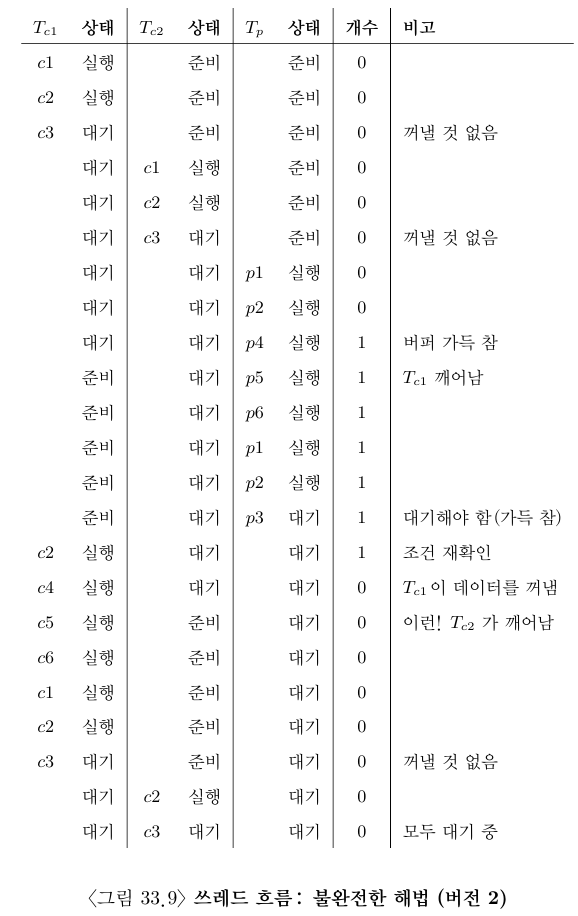 Tc1 상태 Tc2 상태 Tp 상태 개수 비고
c1 실행 준비 준비 0
c2 실행 준비 준비 0
c3 대기 준비 준비 0 꺼낼 것 없음
대기 c1 실행 준비 0
대기 c2 실행 준비 0
대기 c3 대기 준비 0 꺼낼 것 없음
대기 대기 p1 실행 0
대기 대기 p2 실행 0
대기 대기 p4 실행 1 버퍼 가득 참
준비 대기 p5 실행 1 Tc1 깨어남
준비 대기 p6 실행 1
준비 대기 p1 실행 1
준비 대기 p2 실행 1
준비 대기 p3 대기 1 대기해야 함(가득 참)
c2 실행 대기 대기 1 조건 재확인
c4 실행 대기 대기 0 Tc1이 데이터를 꺼냄
c5 실행 준비 대기 0 이런! Tc2 가 깨어남
c6 실행 준비 대기 0
c1 실행 준비 대기 0
c2 실행 준비 대기 0
c3 대기 준비 대기 0 꺼낼 것 없음
대기 c2 실행 대기 0
대기 c3 대기 대기 0 모두 대기 중
〈그림 33.9〉 쓰레드 흐름: 불완전한 해법 (버전 2)